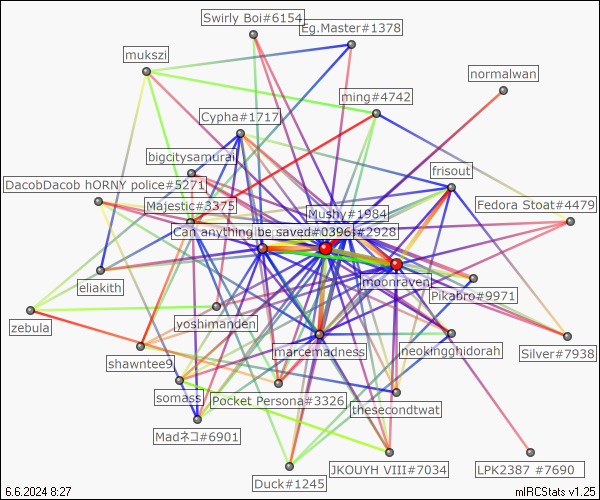 Swirly Boi#6154
Eg.Master#1378
mukszi
normalwan
ming#4742
Cypha#1717
bigcitysamurai
frisout
DacobDacob hORNY police#5271
Majestic#3375
Fedora Stoat#4479
Mushy#1984
Can anything be saved#0396
#2928
moonraven
eliakith
Pikabro#9971
zebula
yoshimanden
marcemadness
neokingghidorah
Silver#7938
shawntee9
somass
Pocket Persona#3326
thesecondtwat
Madネコ#6901
Duck#1245
JKOUYH VIII#7034
LPK2387 #7690
6.6.2024 8:27
mIRCStats v1.25